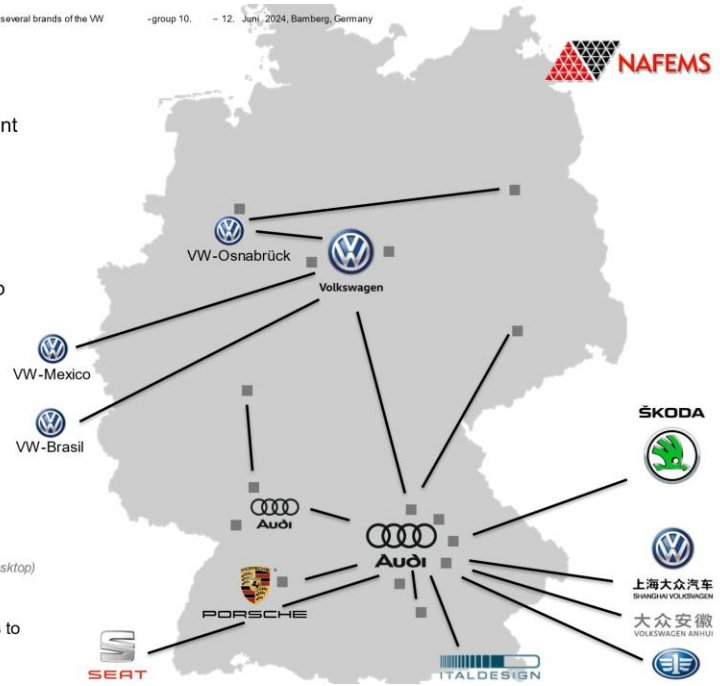 several brands of the VW -group 10. – 12. Juni 2024, Bamberg, Germany
NAFEMS
nt
VW-Osnabrück
Volkswagen
o
VW-Mexico
VW-Brasil
ŠKODA
Audi
Audi
sktop)
上海大众汽车
SHANGHAI VOLKSWAGEN
PORSCHE
大众安徽
VOLKSWAGEN ANHUI
s to
SEAT
ITALDESIGN